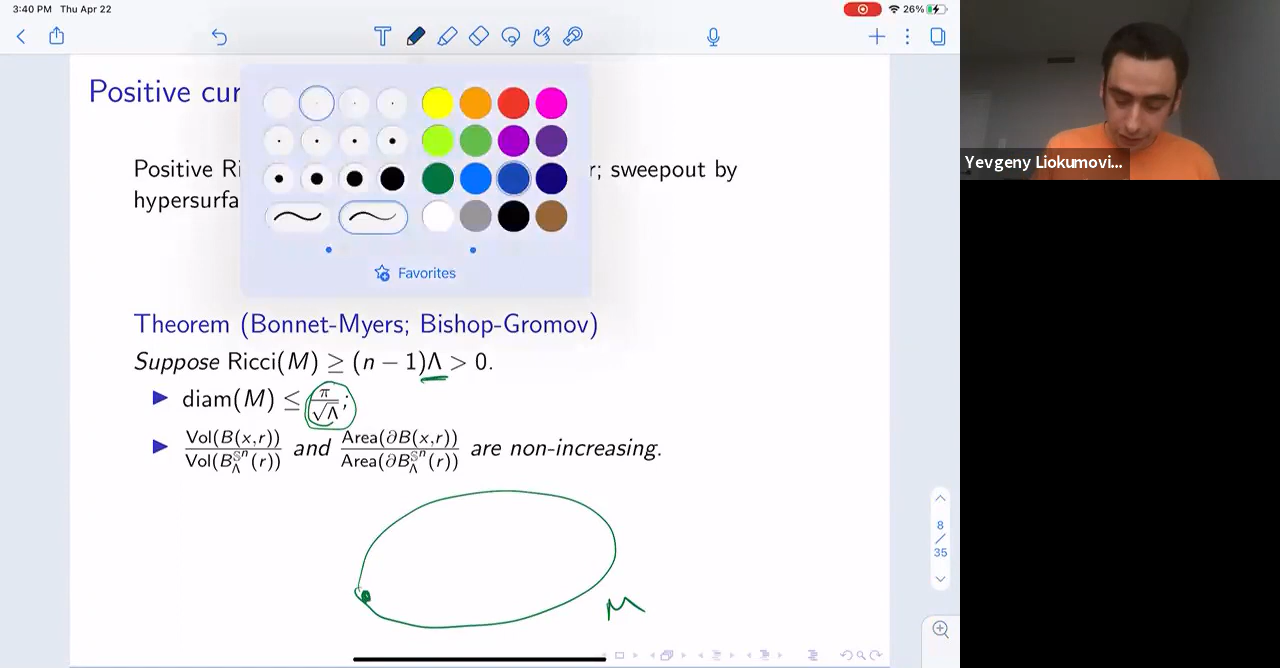 3:40 PM Thu Apr 22
26%
Positive cur
Positive Ri r; sweepout by
hypersurfa
Favorites
Theorem (Bonnet-Myers; Bishop-Gromov)
Suppose Ricci(M) ≥ (n − 1)Λ > 0.
▶ diam(M) ≤ π/√Λ;
▶ Vol(B(x,r))/Vol(B_Λ^{𝕊^n}(r)) and Area(∂B(x,r))/Area(∂B_Λ^{𝕊^n}(r)) are non-increasing.
M
8
/
35
Yevgeny Liokumovi...